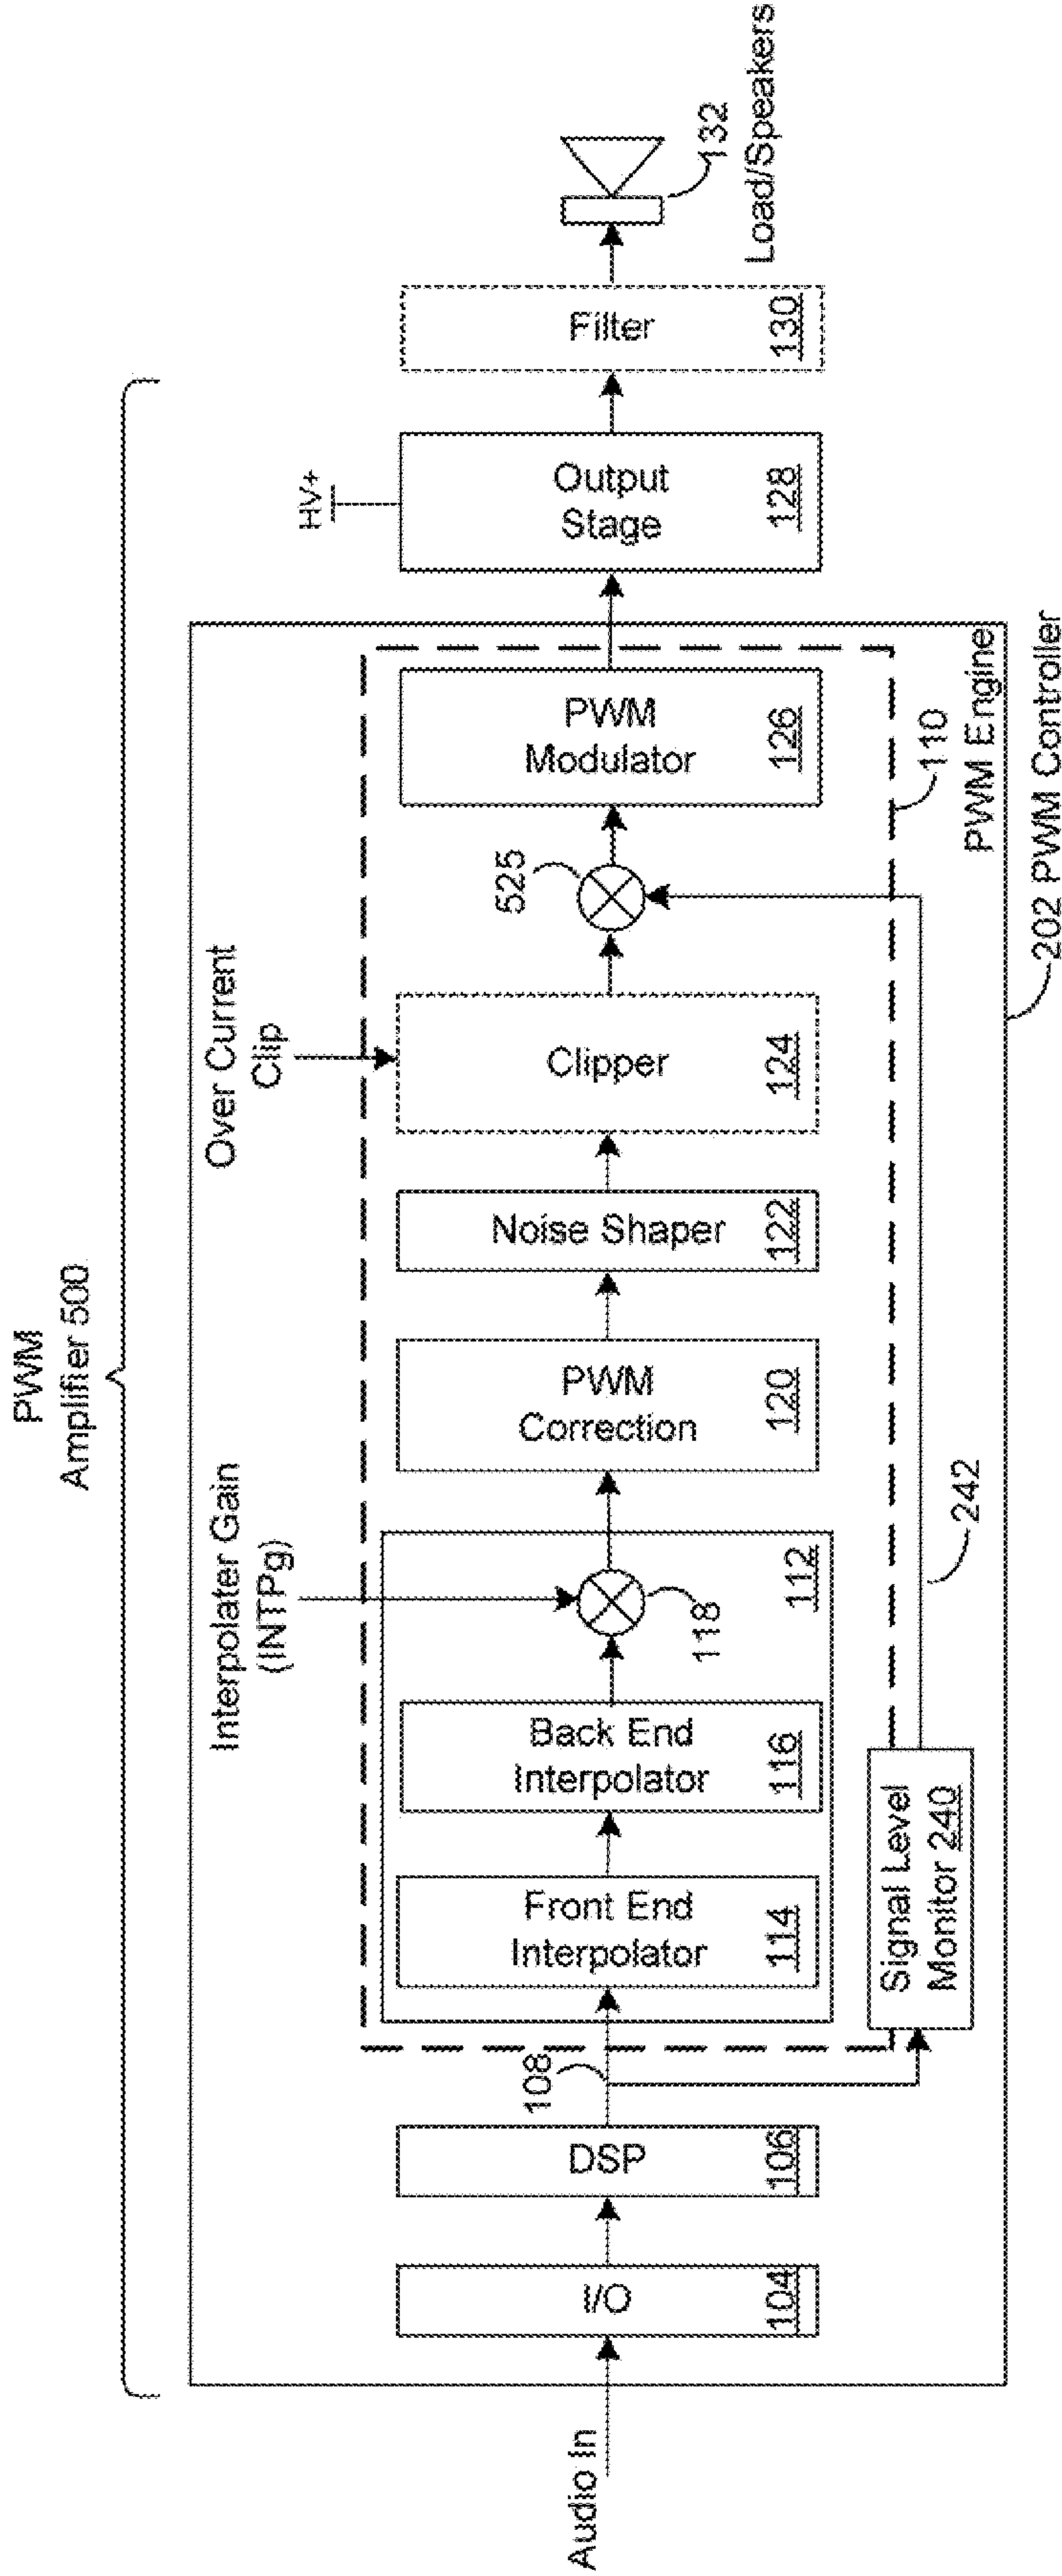 PWM
Amplifier 500
Audio In
I/O
104
DSP
106
108
Front End
Interpolator
114
Back End
Interpolator
116
Interpolater Gain
(INTPg)
118
112
PWM
Correction
120
Noise Shaper
122
Over Current
Clip
Clipper
124
525
PWM
Modulator
126
Signal Level
Monitor 240
242
110
PWM Engine
202 PWM Controller
HV+
Output
Stage
128
Filter
130
132
Load/Speakers